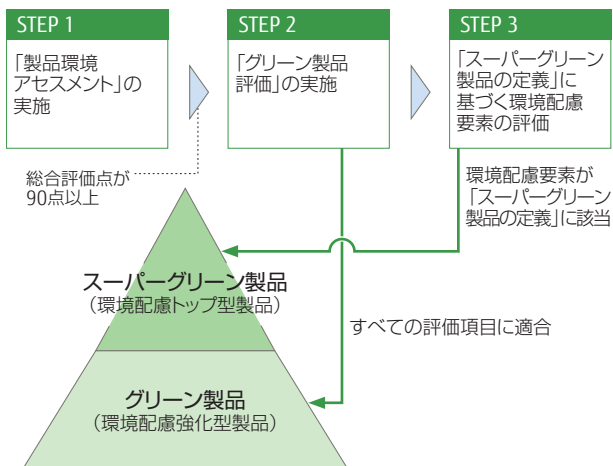 STEP 1
「製品環境
アセスメント」の
実施
STEP 2
「グリーン製品
評価」の実施
STEP 3
「スーパーグリーン
製品の定義」に
基づく環境配慮
要素の評価
総合評価点が
90点以上
環境配慮要素が
「スーパーグリーン
製品の定義」に該当
スーパーグリーン製品
（環境配慮トップ型製品）
すべての評価項目に適合
グリーン製品
（環境配慮強化型製品）